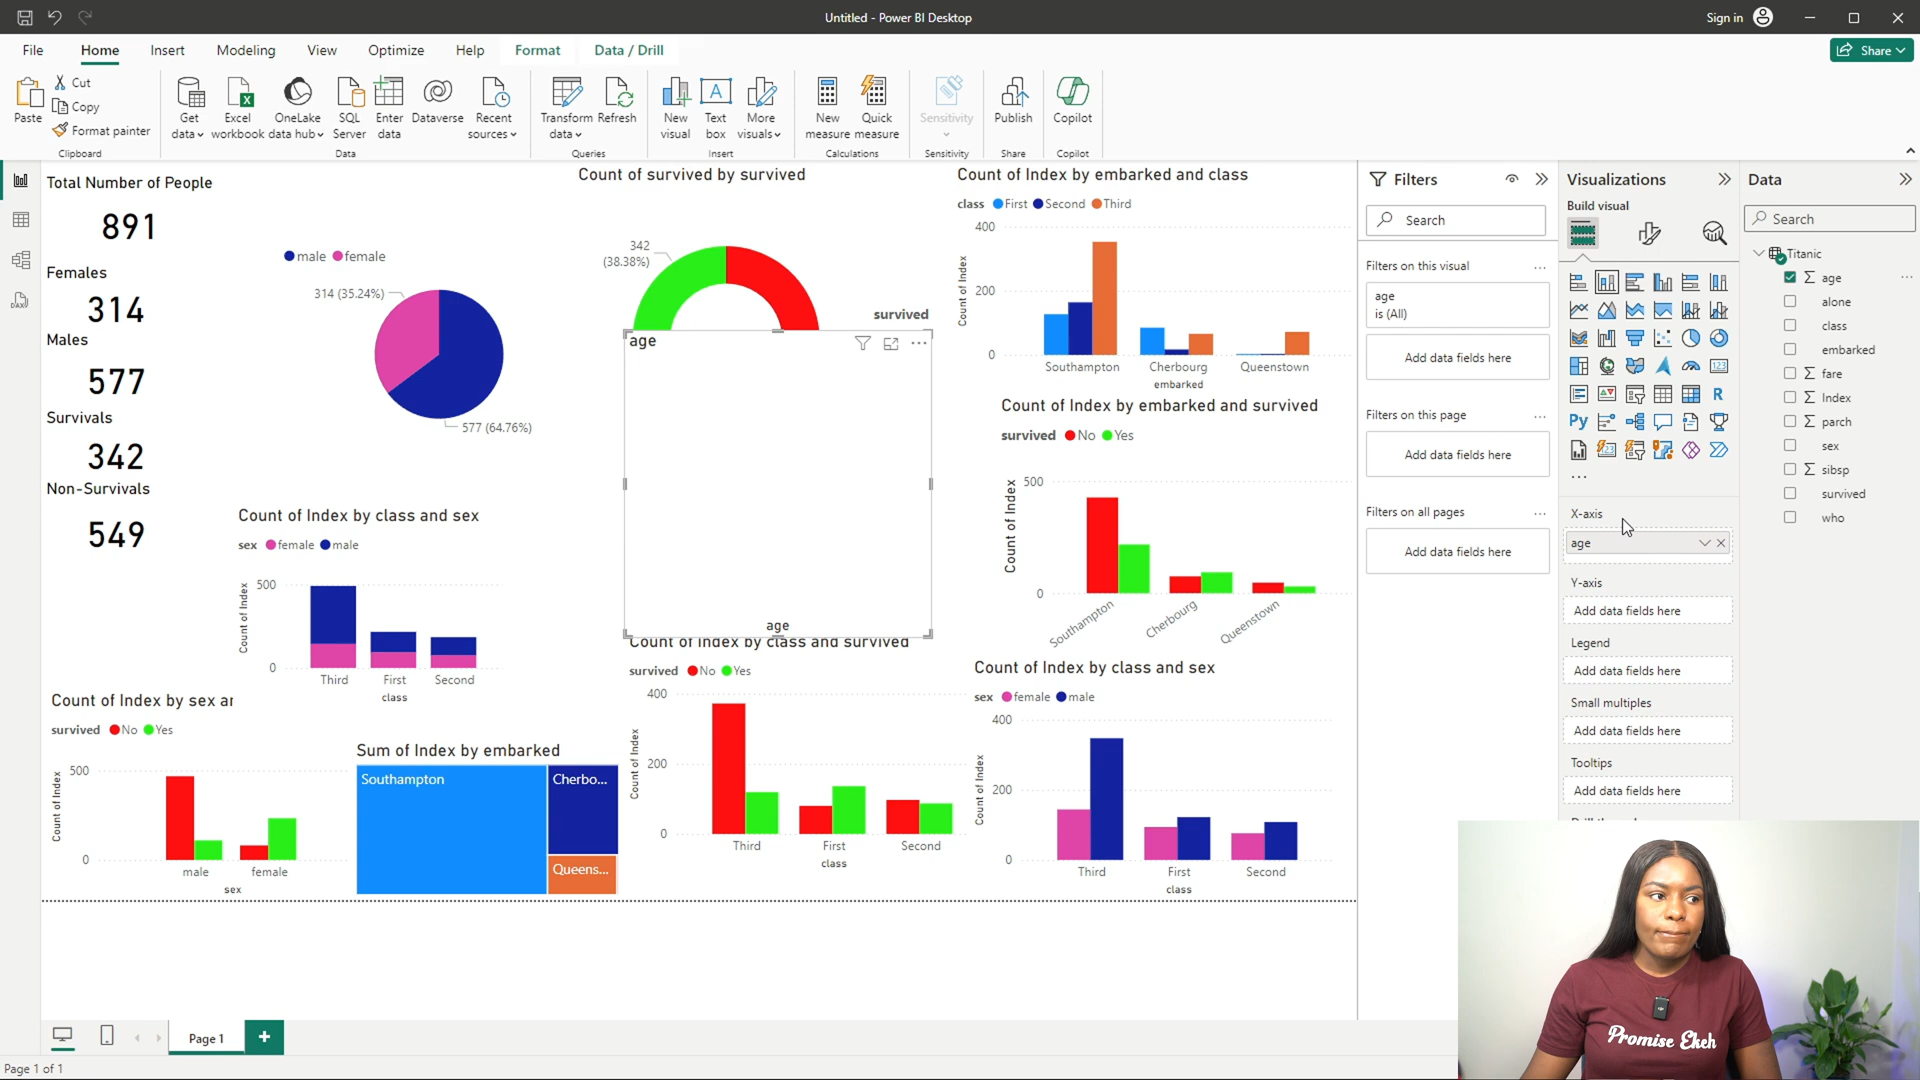 Untitled - Power BI Desktop
Sign in
File
Home
Insert
Modeling
View
Optimize
Help
Format
Data / Drill
Share
Paste
Cut
Copy
Format painter
Clipboard
Get data
Excel workbook
OneLake data hub
SQL Server
Enter data
Dataverse
Recent sources
Data
Transform data
Refresh
Queries
New visual
Text box
More visuals
Insert
New measure
Quick measure
Calculations
Sensitivity
Sensitivity
Publish
Share
Copilot
Copilot
Total Number of People
891
Females
314
Males
577
Survivals
342
Non-Survivals
549
male female
314 (35.24%)
577 (64.76%)
Count of survived by survived
342
(38.38%)
survived
age
age
Count of Index by embarked and class
class First Second Third
Count of Index
400
200
0
Southampton
Cherbourg
Queenstown
embarked
Count of Index by embarked and survived
survived No Yes
Count of Index
500
0
Southampton
Cherbourg
Queenstown
Count of Index by class and sex
sex female male
Count of Index
500
0
Third
First
Second
class
Count of Index by sex ar
survived No Yes
Count of Index
500
0
male
female
sex
Sum of Index by embarked
Southampton
Cherbo...
Queens...
Count of Index by class and survived
survived No Yes
Count of Index
400
200
0
Third
First
Second
class
Count of Index by class and sex
sex female male
Count of Index
400
200
0
Third
First
Second
class
Filters
Search
Filters on this visual
age
is (All)
Add data fields here
Filters on this page
Add data fields here
Filters on all pages
Add data fields here
Visualizations
Build visual
R
Py
X-axis
age
Y-axis
Add data fields here
Legend
Add data fields here
Small multiples
Add data fields here
Tooltips
Add data fields here
Data
Search
Titanic
age
alone
class
embarked
fare
Index
parch
sex
sibsp
survived
who
Promise Ekeh
Page 1
Page 1 of 1